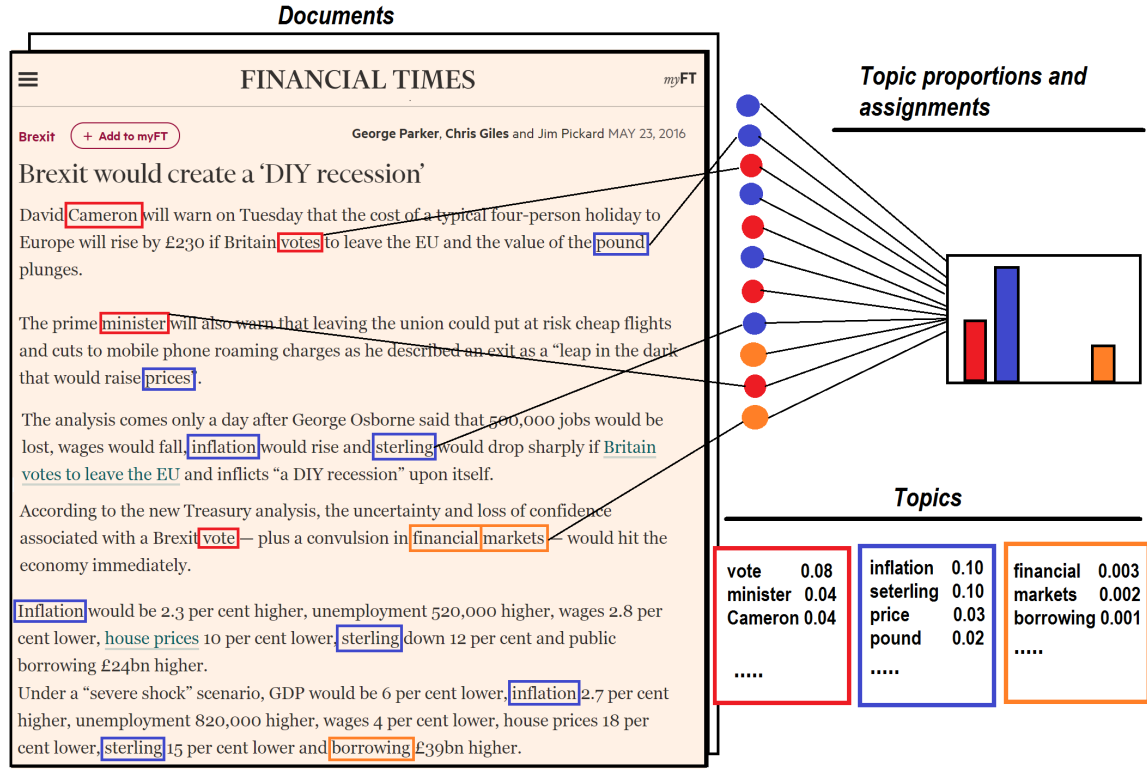 Documents
FINANCIAL TIMES
myFT
Brexit
+ Add to myFT
George Parker, Chris Giles and Jim Pickard MAY 23, 2016
Brexit would create a ‘DIY recession’
David Cameron will warn on Tuesday that the cost of a typical four-person holiday to
Europe will rise by £230 if Britain votes to leave the EU and the value of the pound
plunges.
The prime minister will also warn that leaving the union could put at risk cheap flights
and cuts to mobile phone roaming charges as he described an exit as a “leap in the dark
that would raise prices”.
The analysis comes only a day after George Osborne said that 500,000 jobs would be
lost, wages would fall, inflation would rise and sterling would drop sharply if Britain
votes to leave the EU and inflicts “a DIY recession” upon itself.
According to the new Treasury analysis, the uncertainty and loss of confidence
associated with a Brexit vote — plus a convulsion in financial markets — would hit the
economy immediately.
Inflation would be 2.3 per cent higher, unemployment 520,000 higher, wages 2.8 per
cent lower, house prices 10 per cent lower, sterling down 12 per cent and public
borrowing £24bn higher.
Under a “severe shock” scenario, GDP would be 6 per cent lower, inflation 2.7 per cent
higher, unemployment 820,000 higher, wages 4 per cent lower, house prices 18 per
cent lower, sterling 15 per cent lower and borrowing £39bn higher.
Topic proportions and
assignments
Topics
vote 0.08
minister 0.04
Cameron 0.04
.....
inflation 0.10
seterling 0.10
price 0.03
pound 0.02
.....
financial 0.003
markets 0.002
borrowing 0.001
.....